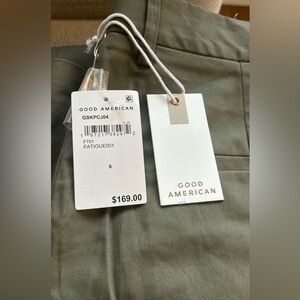 GOOD AMERICAN
GSKPCJ04
FT01
FATIGUE001
6
$169.00
GOOD
AMERICAN